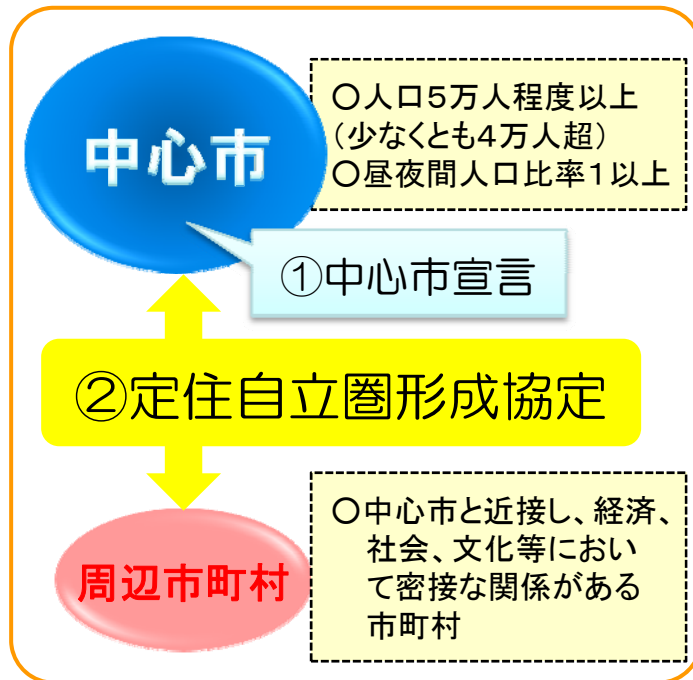 中心市
○人口5万人程度以上
(少なくとも4万人超)
○昼夜間人口比率1以上
①中心市宣言
②定住自立圏形成協定
周辺市町村
○中心市と近接し、経済、
社会、文化等におい
て密接な関係がある
市町村